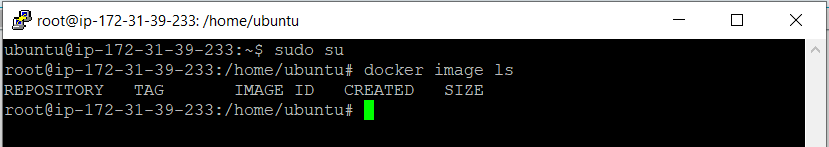 root@ip-172-31-39-233: /home/ubuntu
ubuntu@ip-172-31-39-233:~$ sudo su
root@ip-172-31-39-233:/home/ubuntu# docker image ls
REPOSITORY   TAG       IMAGE ID   CREATED   SIZE
root@ip-172-31-39-233:/home/ubuntu#